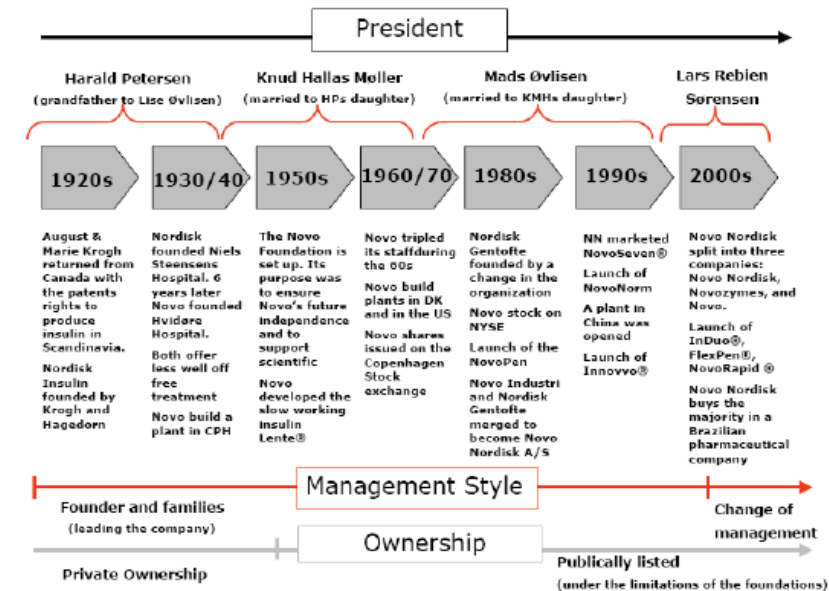 President
Harald Petersen
(grandfather to Lise Øvlisen)
Knud Hallas Møller
(married to HPs daughter)
Mads Øvlisen
(married to KMHs daughter)
Lars Rebien
Sørensen
1920s
1930/40
1950s
1960/70
1980s
1990s
2000s
August &
Marie Krogh
returned from
Canada with
the patents
rights to
produce
insulin in
Scandinavia.
Nordisk
Insulin
founded by
Krogh and
Hagedorn
Nordisk
founded Niels
Steensens
Hospital. 6
years later
Novo founded
Hvidøre
Hospital.
Both offer
less well off
free
treatment
Novo build a
plant in CPH
The Novo
Foundation is
set up. Its
purpose was
to ensure
Novo's future
independence
and to
support
scientific
Novo
developed the
slow working
insulin
Lente®
Novo tripled
its staffduring
the 60s
Novo build
plants in DK
and in the US
Novo shares
issued on the
Copenhagen
Stock
exchange
Nordisk
Gentofte
founded by a
change in the
organization
Novo stock on
NYSE
Launch of the
NovoPen
Novo Industri
and Nordisk
Gentofte
merged to
become Novo
Nordisk A/S
NN marketed
NovoSeven®
Launch of
NovoNorm
A plant in
China was
opened
Launch of
Innovvo®
Novo Nordisk
split into three
companies:
Novo Nordisk,
Novozymes, and
Novo.
Launch of
InDuo®,
FlexPen®,
NovoRapid ®
Novo Nordisk
buys the
majority in a
Brazilian
pharmaceutical
company
Management Style
Founder and families
(leading the company)
Change of
management
Ownership
Private Ownership
Publically listed
(under the limitations of the foundations)